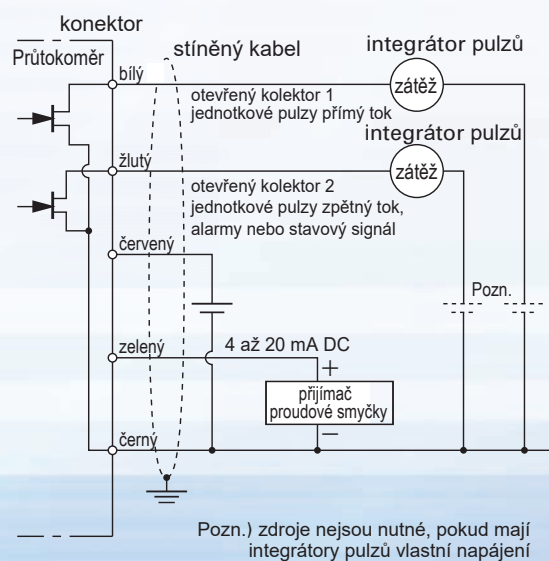 konektor
Průtokoměr
stíněný kabel
integrátor pulzů
bílý
zátěž
otevřený kolektor 1
jednotkové pulzy přímý tok
integrátor pulzů
žlutý
zátěž
otevřený kolektor 2
jednotkové pulzy zpětný tok,
alarmy nebo stavový signál
červený
Pozn.
zelený
4 až 20 mA DC
+
přijímač
proudové smyčky
−
černý
Pozn.) zdroje nejsou nutné, pokud mají
integrátory pulzů vlastní napájení